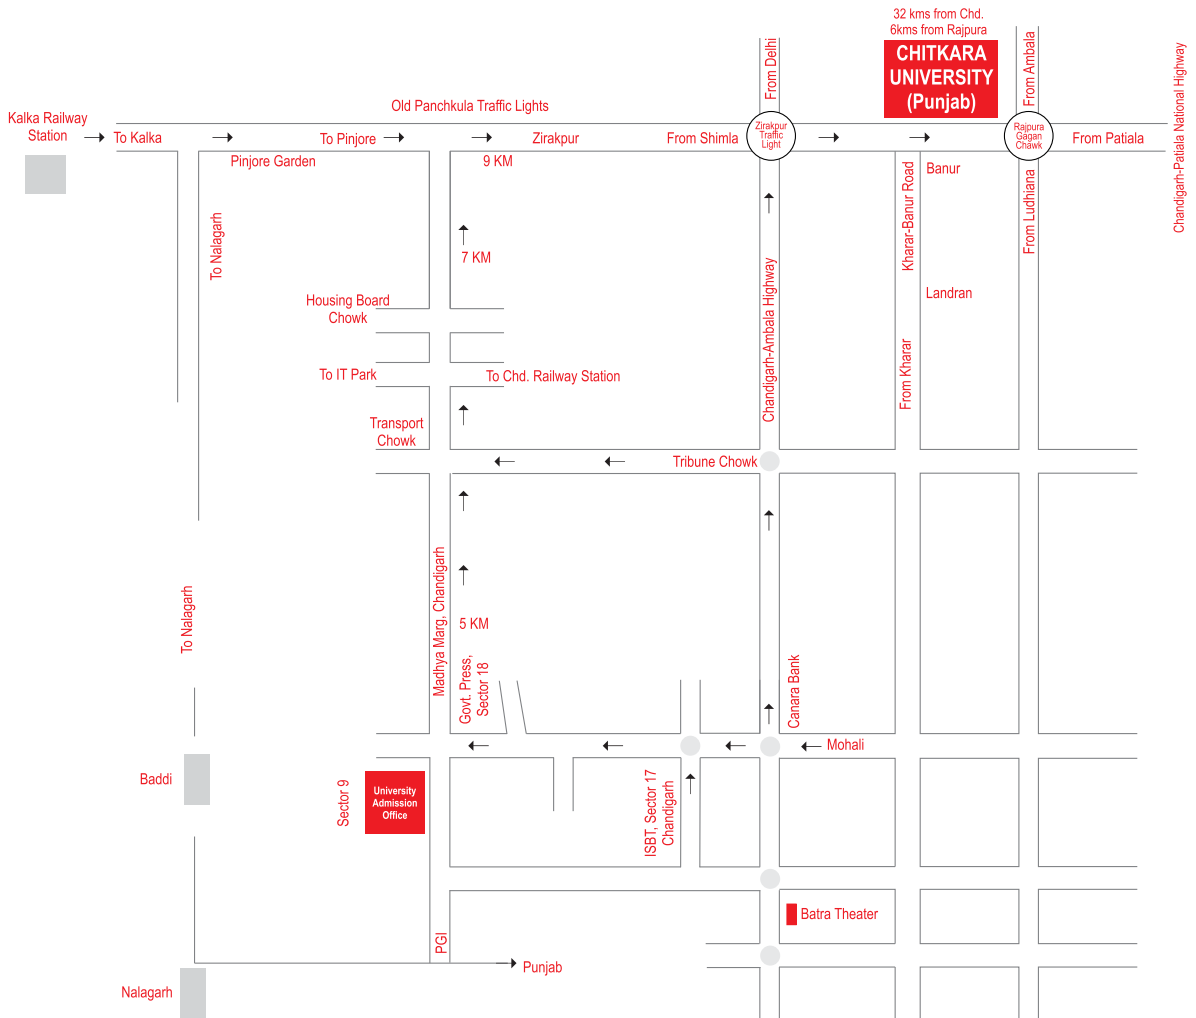 32 kms from Chd.
6kms from Rajpura
CHITKARA
UNIVERSITY
(Punjab)
From Delhi
From Ambala
Chandigarh-Patiala National Highway
Old Panchkula Traffic Lights
Kalka Railway
Station
To Kalka
To Pinjore
Zirakpur
From Shimla
Zirakpur
Traffic
Light
Rajpura
Gagan
Chawk
From Patiala
Pinjore Garden
9 KM
Banur
Kharar-Banur Road
From Ludhiana
To Nalagarh
7 KM
Housing Board
Chowk
Landran
Chandigarh-Ambala Highway
From Kharar
To IT Park
To Chd. Railway Station
Transport
Chowk
Tribune Chowk
Madhya Marg, Chandigarh
To Nalagarh
5 KM
Govt. Press,
Sector 18
Canara Bank
Mohali
Baddi
Sector 9
University
Admission
Office
ISBT, Sector 17
Chandigarh
Batra Theater
PGI
Punjab
Nalagarh